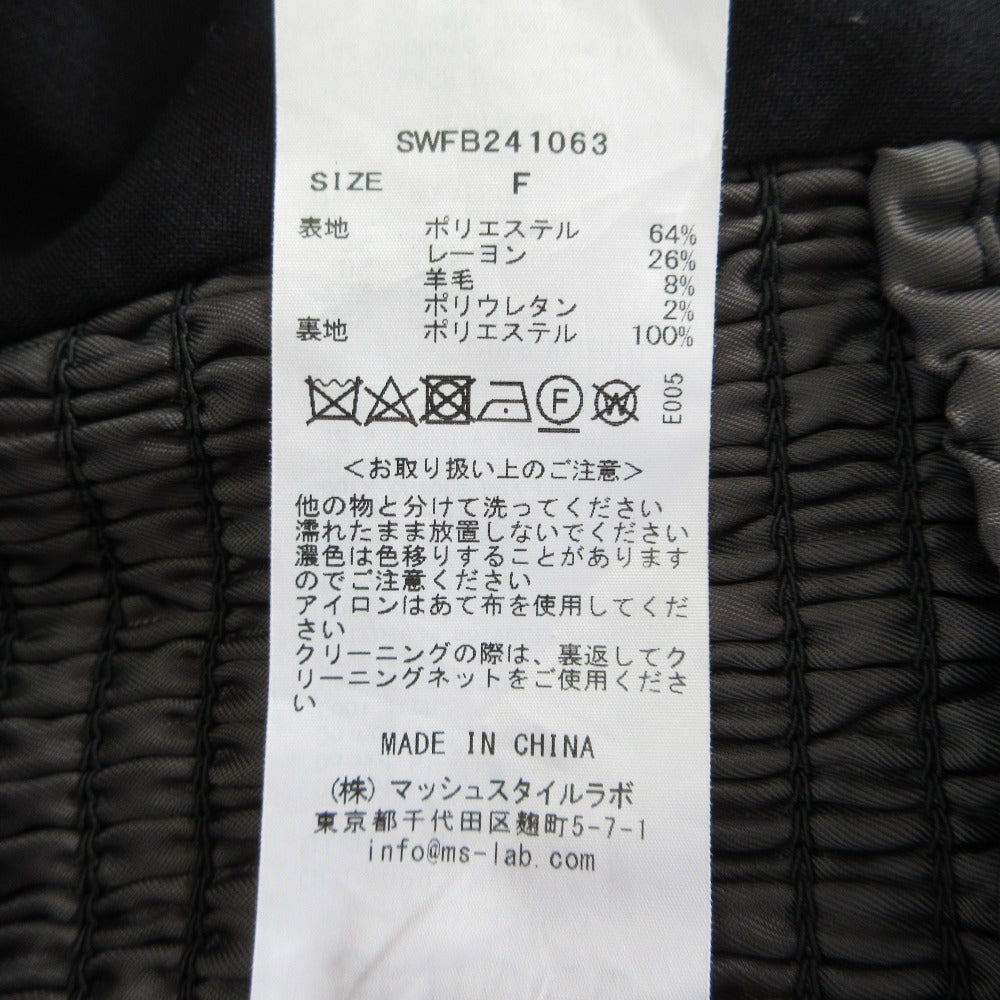 SWFB241063
SIZE F
表地 ポリエステル 64%
レーヨン 26%
羊毛 8%
ポリウレタン 2%
裏地 ポリエステル 100%
F W E005
＜お取り扱い上のご注意＞
他の物と分けて洗ってください
濡れたまま放置しないでください
濃色は色移りすることがあります
のでご注意ください
アイロンはあて布を使用してくだ
さい
クリーニングの際は、裏返してク
リーニングネットをご使用くださ
い
MADE IN CHINA
(株) マッシュスタイルラボ
東京都千代田区麹町5-7-1
info@ms-lab.com